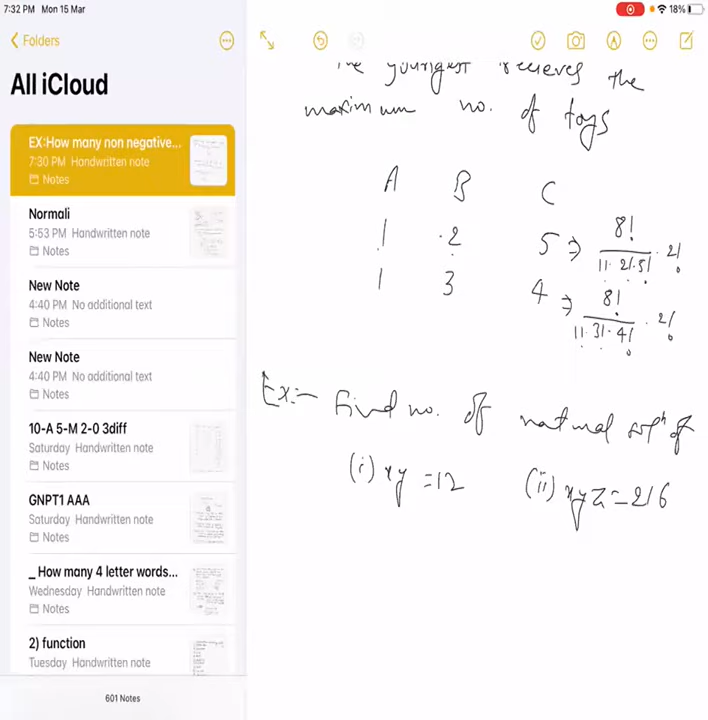 7:32 PM Mon 15 Mar
18%
Folders
All iCloud
EX:How many non negative...
7:30 PM Handwritten note
Notes
Normali
5:53 PM Handwritten note
Notes
New Note
4:40 PM No additional text
Notes
New Note
4:40 PM No additional text
Notes
10-A 5-M 2-0 3diff
Saturday Handwritten note
Notes
GNPT1 AAA
Saturday Handwritten note
Notes
_ How many 4 letter words...
Wednesday Handwritten note
Notes
2) function
Tuesday Handwritten note
601 Notes
The youngest recieves the
maximum no. of toys
A B C
1 2 5 ⇒ 8!/(1!·2!·5!) · 2!
1 3 4 ⇒ 8!/(1!·3!·4!) · 2!
Ex:- Find no. of natural solⁿ of
(i) xy = 12 (ii) xyz = 216